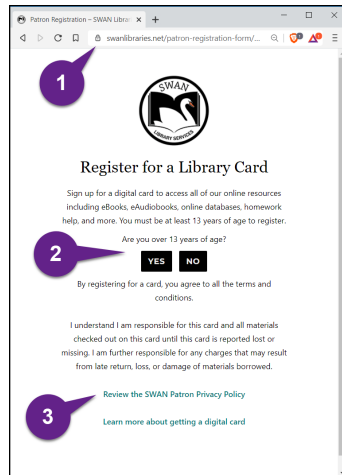 Patron Registration – SWAN Librar
swanlibraries.net/patron-registration-form/...
1
SWAN
LIBRARY SERVICES
Register for a Library Card
Sign up for a digital card to access all of our online resources
including eBooks, eAudiobooks, online databases, homework
help, and more. You must be at least 13 years of age to register.
Are you over 13 years of age?
2
YES NO
By registering for a card, you agree to all the terms and
conditions.
I understand I am responsible for this card and all materials
checked out on this card until this card is reported lost or
missing. I am further responsible for any charges that may result
from late return, loss, or damage of materials borrowed.
Review the SWAN Patron Privacy Policy
3
Learn more about getting a digital card